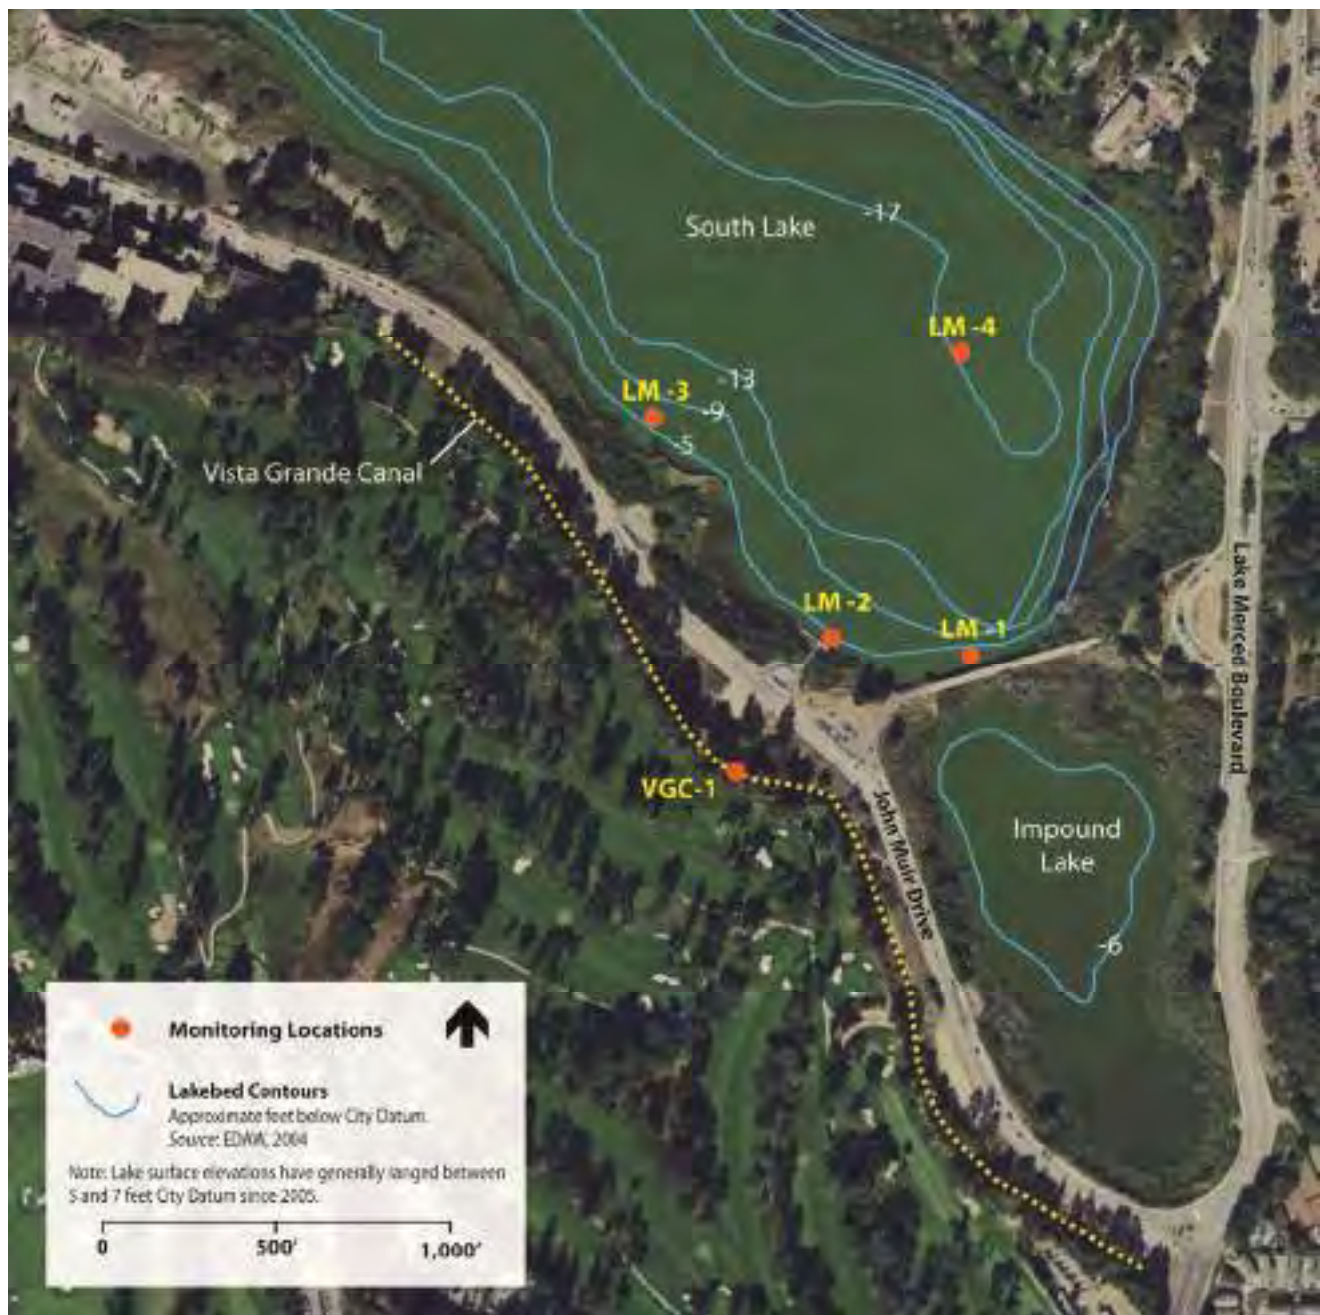 -17
South Lake
LM -4
-13
LM -3
-9
-5
Vista Grande Canal
LM -2
LM -1
Lake Merced Boulevard
VGC-1
John Muir Drive
Impound
Lake
-6
Monitoring Locations
Lakebed Contours
Approximate feet below City Datum.
Source: EDAW, 2004
Note: Lake surface elevations have generally ranged between
5 and 7 feet City Datum since 2005.
0 500' 1,000'